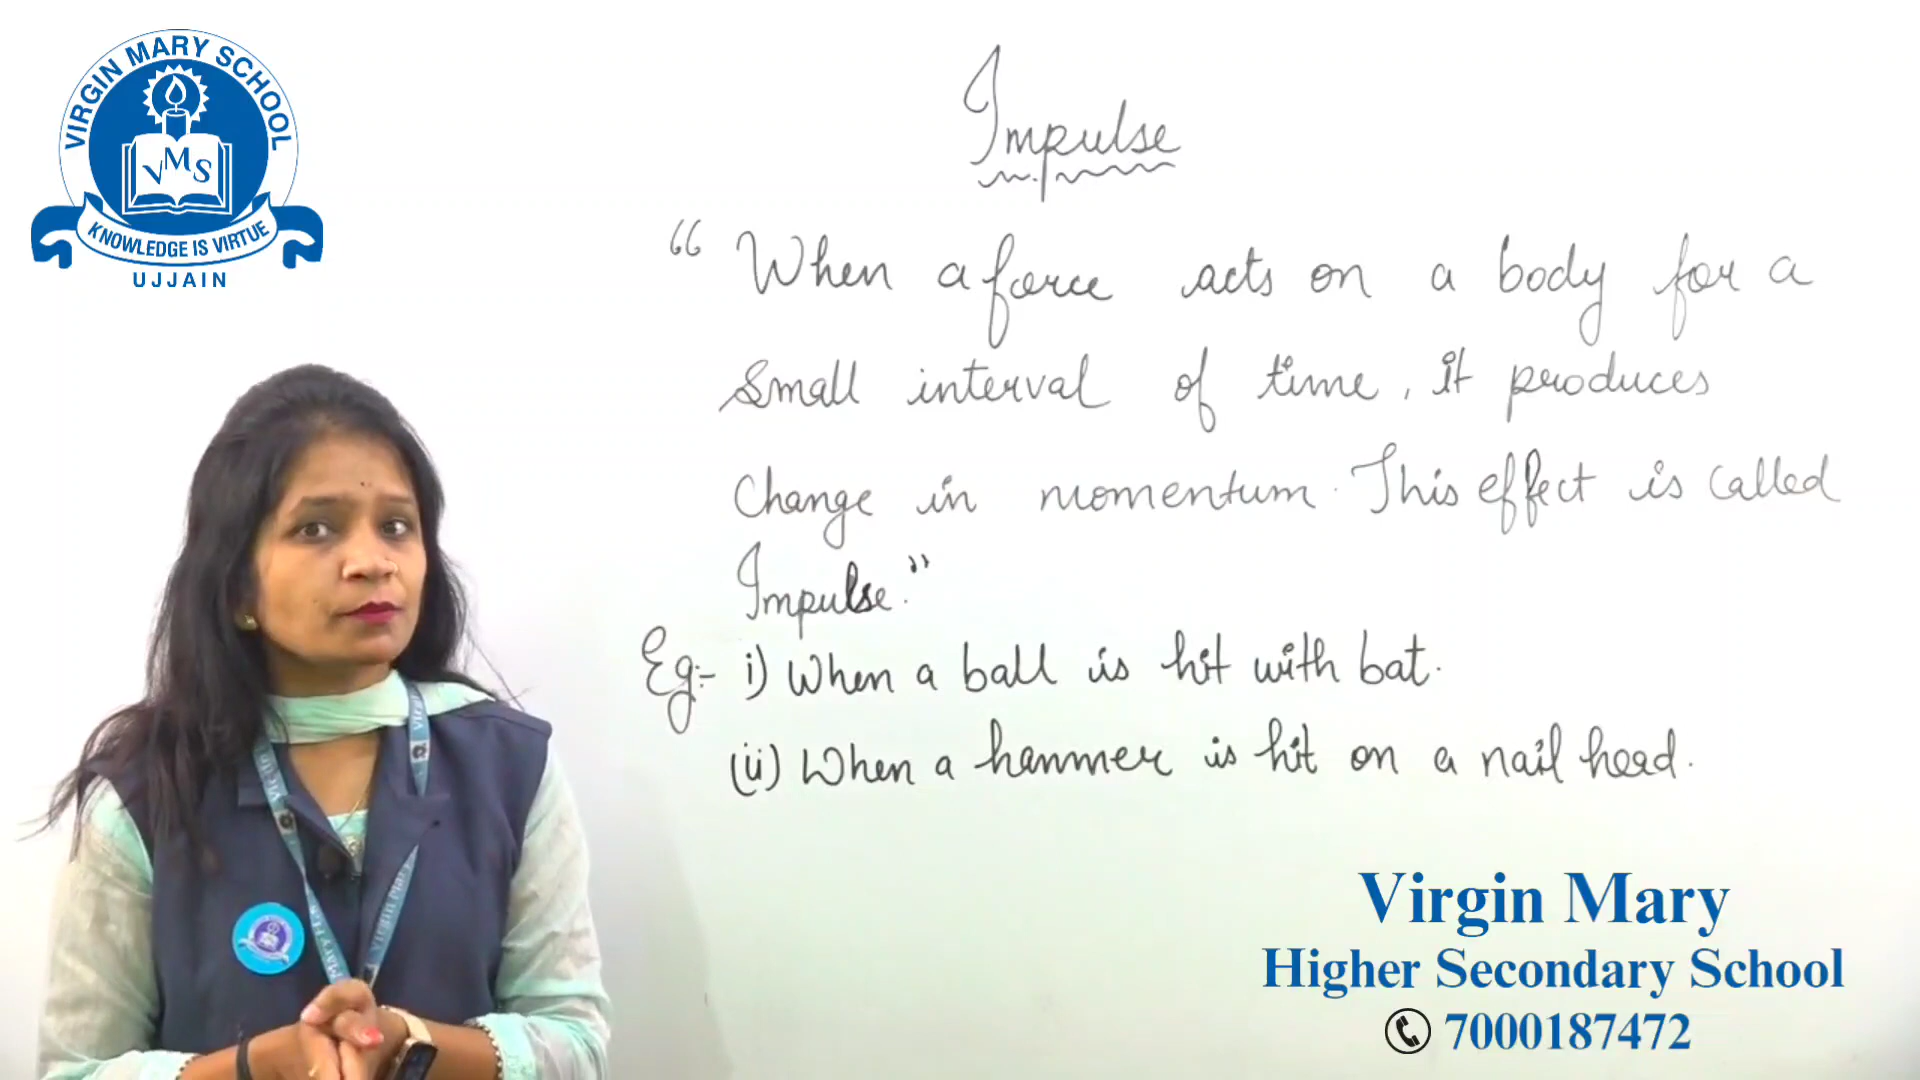 VIRGIN MARY SCHOOL
VMS
KNOWLEDGE IS VIRTUE
UJJAIN
Impulse
“ When a force acts on a body for a
small interval of time, it produces
change in momentum. This effect is called
Impulse.”
Eg:- i) When a ball is hit with bat.
(ii) When a hammer is hit on a nail head.
Virgin Mary
Higher Secondary School
7000187472